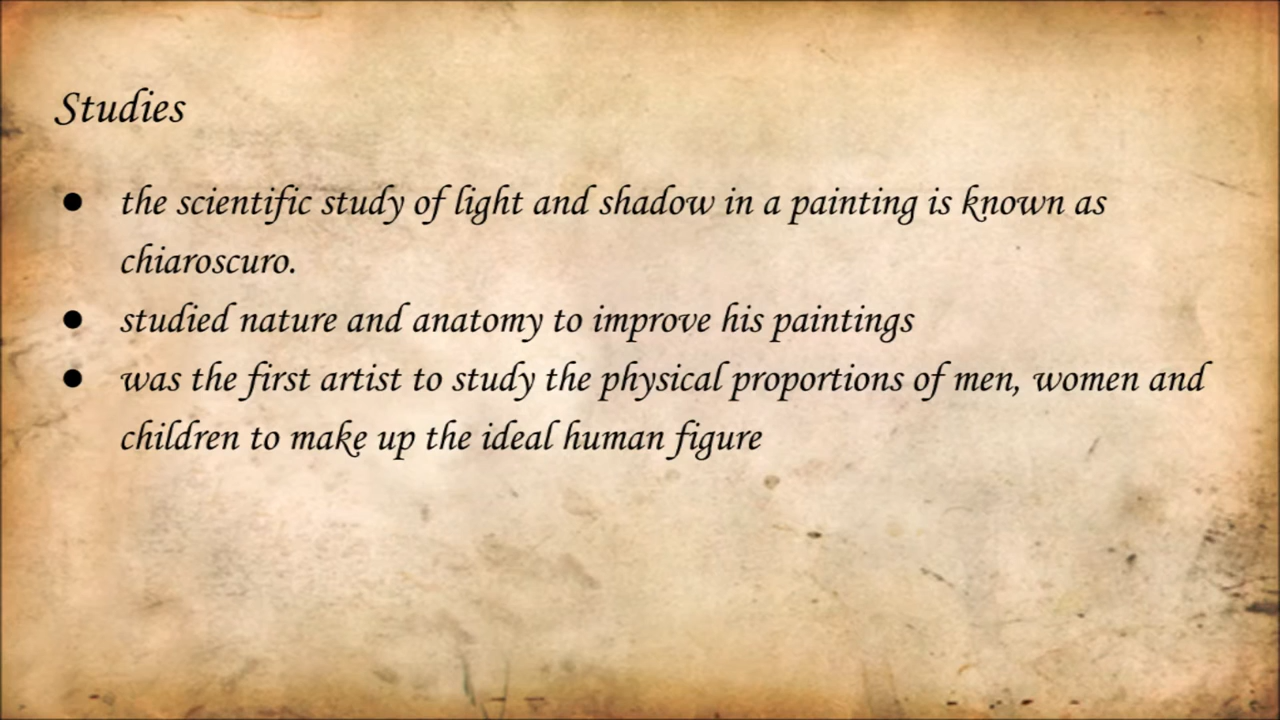 Studies
● the scientific study of light and shadow in a painting is known as
chiaroscuro.
● studied nature and anatomy to improve his paintings
● was the first artist to study the physical proportions of men, women and
children to make up the ideal human figure